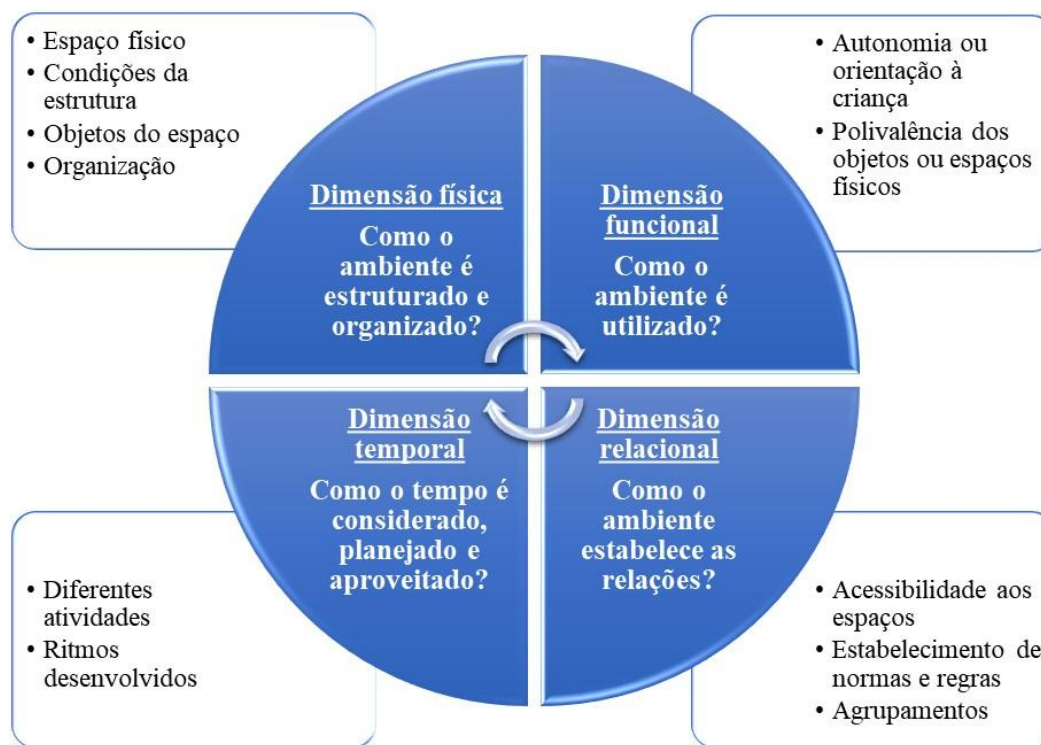 • Espaço físico
• Condições da
estrutura
• Objetos do espaço
• Organização
Dimensão física
Como o
ambiente é
estruturado e
organizado?
• Autonomia ou
orientação à
criança
• Polivalência dos
objetos ou espaços
físicos
Dimensão
funcional
Como o
ambiente é
utilizado?
Dimensão
temporal
Como o tempo é
considerado,
planejado e
aproveitado?
• Diferentes
atividades
• Ritmos
desenvolvidos
Dimensão
relacional
Como o
ambiente
estabelece as
relações?
• Acessibilidade aos
espaços
• Estabelecimento de
normas e regras
• Agrupamentos